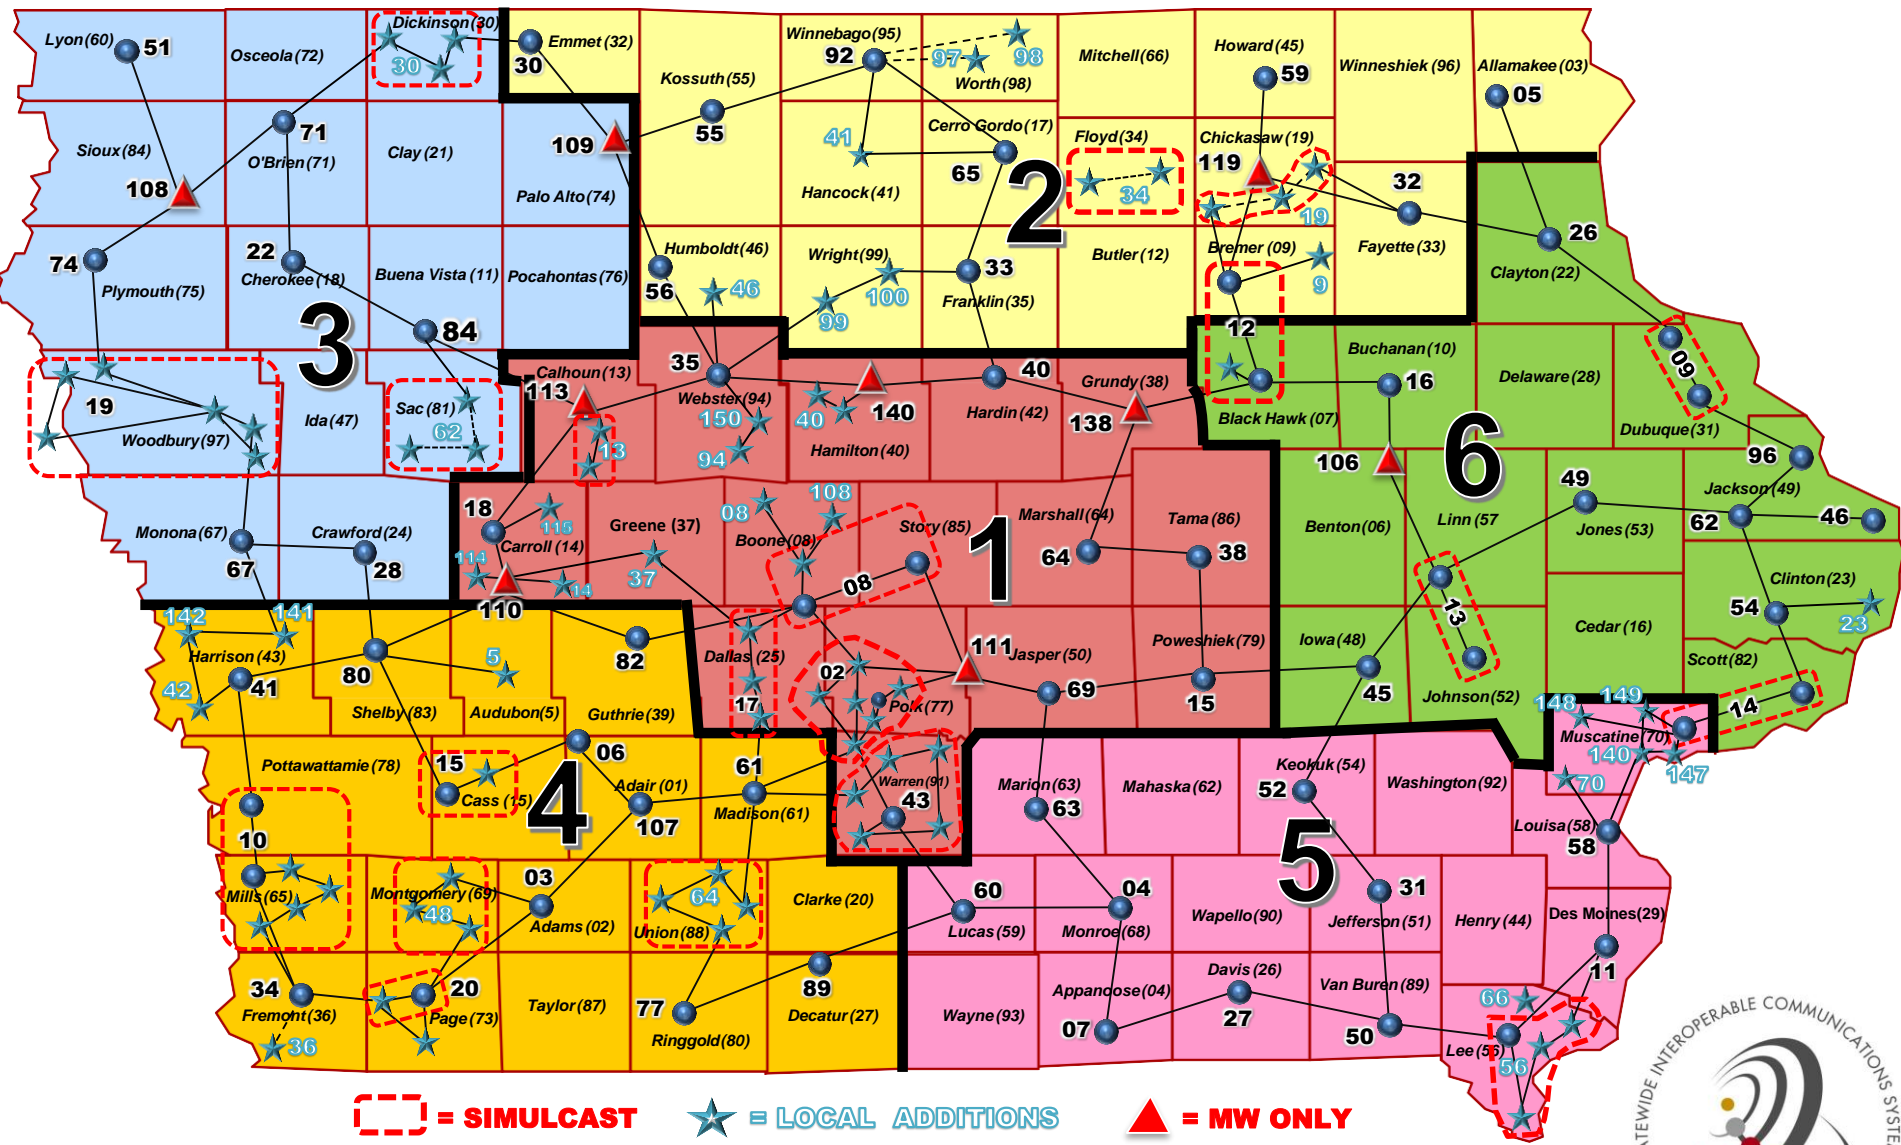 Lyon (60)
51
Osceola (72)
Dickinson (30)
30
Emmet (32)
30
Kossuth (55)
55
Winnebago (95)
92
97
98
Worth (98)
Mitchell (66)
Howard (45)
59
Winneshiek (96)
Allamakee (03)
05
Sioux (84)
108
71
O'Brien (71)
Clay (21)
Palo Alto (74)
109
41
Hancock (41)
Cerro Gordo (17)
65
2
Floyd (34)
34
Chickasaw (19)
119
19
32
Fayette (33)
26
Clayton (22)
74
Plymouth (75)
22
Cherokee (18)
Buena Vista (11)
Pocahontas (76)
3
84
Humboldt (46)
56
46
Wright (99)
99
100
33
Franklin (35)
Butler (12)
Bremer (09)
9
12
19
Woodbury (97)
Ida (47)
Sac (81)
62
Calhoun (13)
113
13
35
Webster (94)
150
94
40
140
Hamilton (40)
40
Hardin (42)
Grundy (38)
138
Black Hawk (07)
Buchanan (10)
16
Delaware (28)
09
Dubuque (31)
96
106
6
Monona (67)
67
Crawford (24)
28
18
115
Carroll (14)
114
14
110
Greene (37)
37
08
108
Boone (08)
08
Story (85)
1
Marshall (64)
64
Tama (86)
38
Benton (06)
Linn (57
49
Jones (53)
Jackson (49)
62
46
13
Clinton (23)
54
23
142
141
Harrison (43)
42
41
80
Shelby (83)
5
Audubon (5)
82
Guthrie (39)
Dallas (25)
17
02
Polk (77)
111
Jasper (50)
69
Poweshiek (79)
15
Iowa (48)
45
Johnson (52)
Cedar (16)
Scott (82)
14
148
149
Muscatine (70)
140
147
70
Pottawattamie (78)
10
15
Cass (15)
06
4
Adair (01)
107
61
Madison (61)
Warren (91)
43
Marion (63)
63
Mahaska (62)
Keokuk (54)
52
5
Washington (92)
Louisa (58)
58
Mills (65)
Montgomery (69)
48
03
Adams (02)
64
Union (88)
Clarke (20)
60
Lucas (59)
04
Monroe (68)
Wapello (90)
31
Jefferson (51)
Henry (44)
Des Moines (29)
11
34
Fremont (36)
36
20
Page (73)
Taylor (87)
77
Ringgold (80)
89
Decatur (27)
Wayne (93)
Appanoose (04)
07
Davis (26)
27
Van Buren (89)
50
66
Lee (56)
56
= SIMULCAST
= LOCAL ADDITIONS
= MW ONLY
INTEROPERABLE COMMUNICATIONS